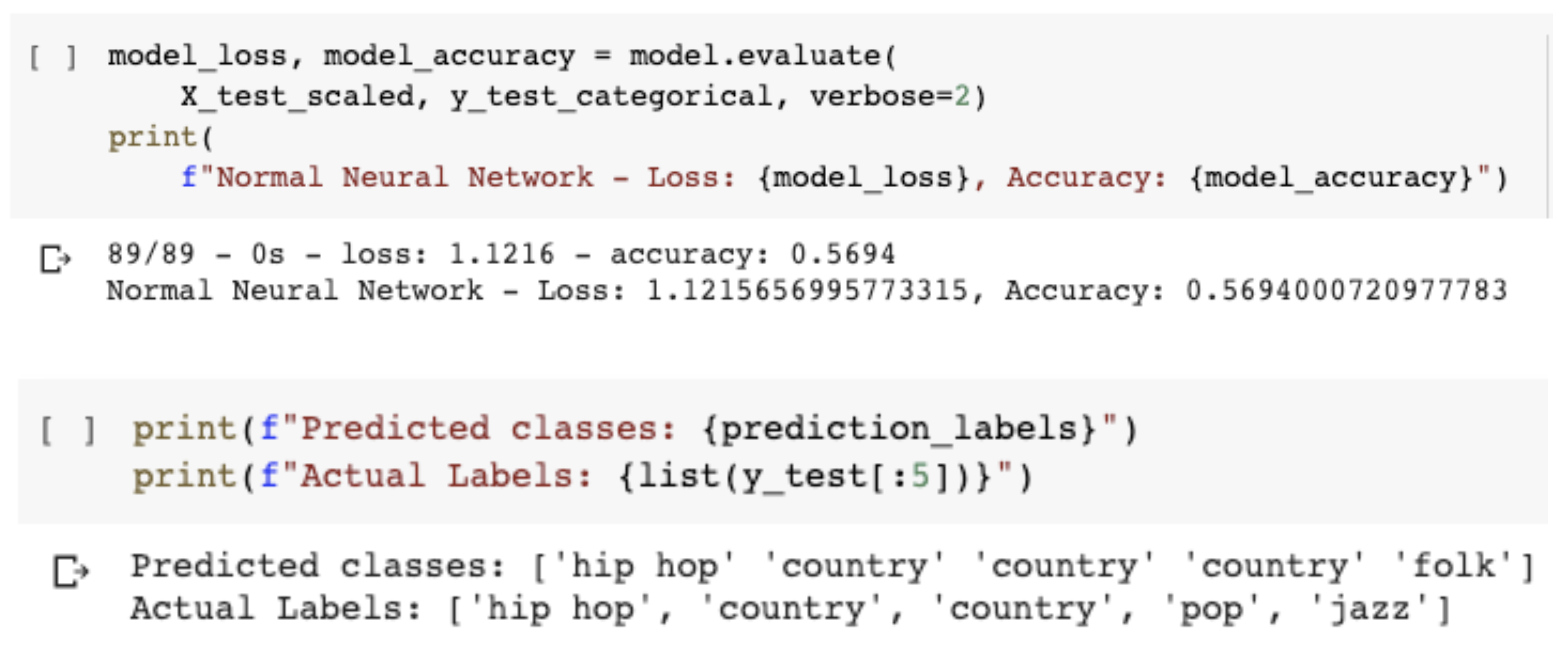 [ ] model_loss, model_accuracy = model.evaluate(
X_test_scaled, y_test_categorical, verbose=2)
print(
f"Normal Neural Network - Loss: {model_loss}, Accuracy: {model_accuracy}")
89/89 - 0s - loss: 1.1216 - accuracy: 0.5694
Normal Neural Network - Loss: 1.1215656995773315, Accuracy: 0.5694000720977783
[ ] print(f"Predicted classes: {prediction_labels}")
print(f"Actual Labels: {list(y_test[:5])}")
Predicted classes: ['hip hop' 'country' 'country' 'country' 'folk']
Actual Labels: ['hip hop', 'country', 'country', 'pop', 'jazz']